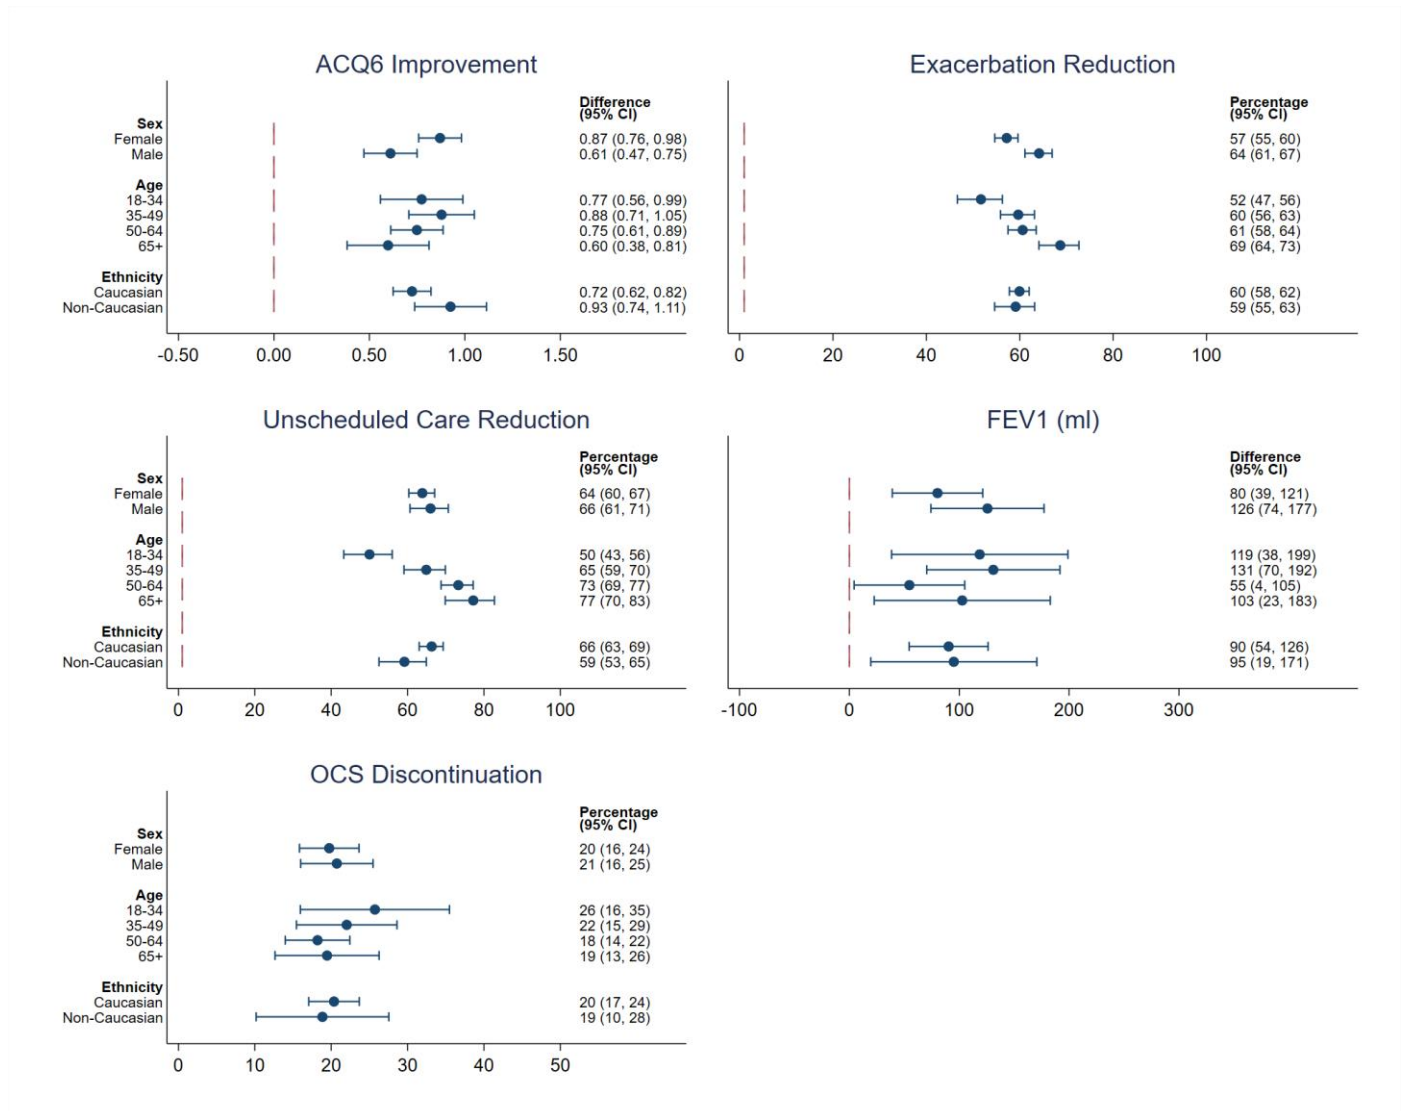 ACQ6 Improvement
Difference
(95% CI)
Sex
Female 0.87 (0.76, 0.98)
Male 0.61 (0.47, 0.75)
Age
18-34 0.77 (0.56, 0.99)
35-49 0.88 (0.71, 1.05)
50-64 0.75 (0.61, 0.89)
65+ 0.60 (0.38, 0.81)
Ethnicity
Caucasian 0.72 (0.62, 0.82)
Non-Caucasian 0.93 (0.74, 1.11)
-0.50 0.00 0.50 1.00 1.50
Exacerbation Reduction
Percentage
(95% CI)
57 (55, 60)
64 (61, 67)
52 (47, 56)
60 (56, 63)
61 (58, 64)
69 (64, 73)
60 (58, 62)
59 (55, 63)
0 20 40 60 80 100
Unscheduled Care Reduction
Percentage
(95% CI)
Sex
Female 64 (60, 67)
Male 66 (61, 71)
Age
18-34 50 (43, 56)
35-49 65 (59, 70)
50-64 73 (69, 77)
65+ 77 (70, 83)
Ethnicity
Caucasian 66 (63, 69)
Non-Caucasian 59 (53, 65)
0 20 40 60 80 100
FEV1 (ml)
Difference
(95% CI)
80 (39, 121)
126 (74, 177)
119 (38, 199)
131 (70, 192)
55 (4, 105)
103 (23, 183)
90 (54, 126)
95 (19, 171)
-100 0 100 200 300
OCS Discontinuation
Percentage
(95% CI)
Sex
Female 20 (16, 24)
Male 21 (16, 25)
Age
18-34 26 (16, 35)
35-49 22 (15, 29)
50-64 18 (14, 22)
65+ 19 (13, 26)
Ethnicity
Caucasian 20 (17, 24)
Non-Caucasian 19 (10, 28)
0 10 20 30 40 50